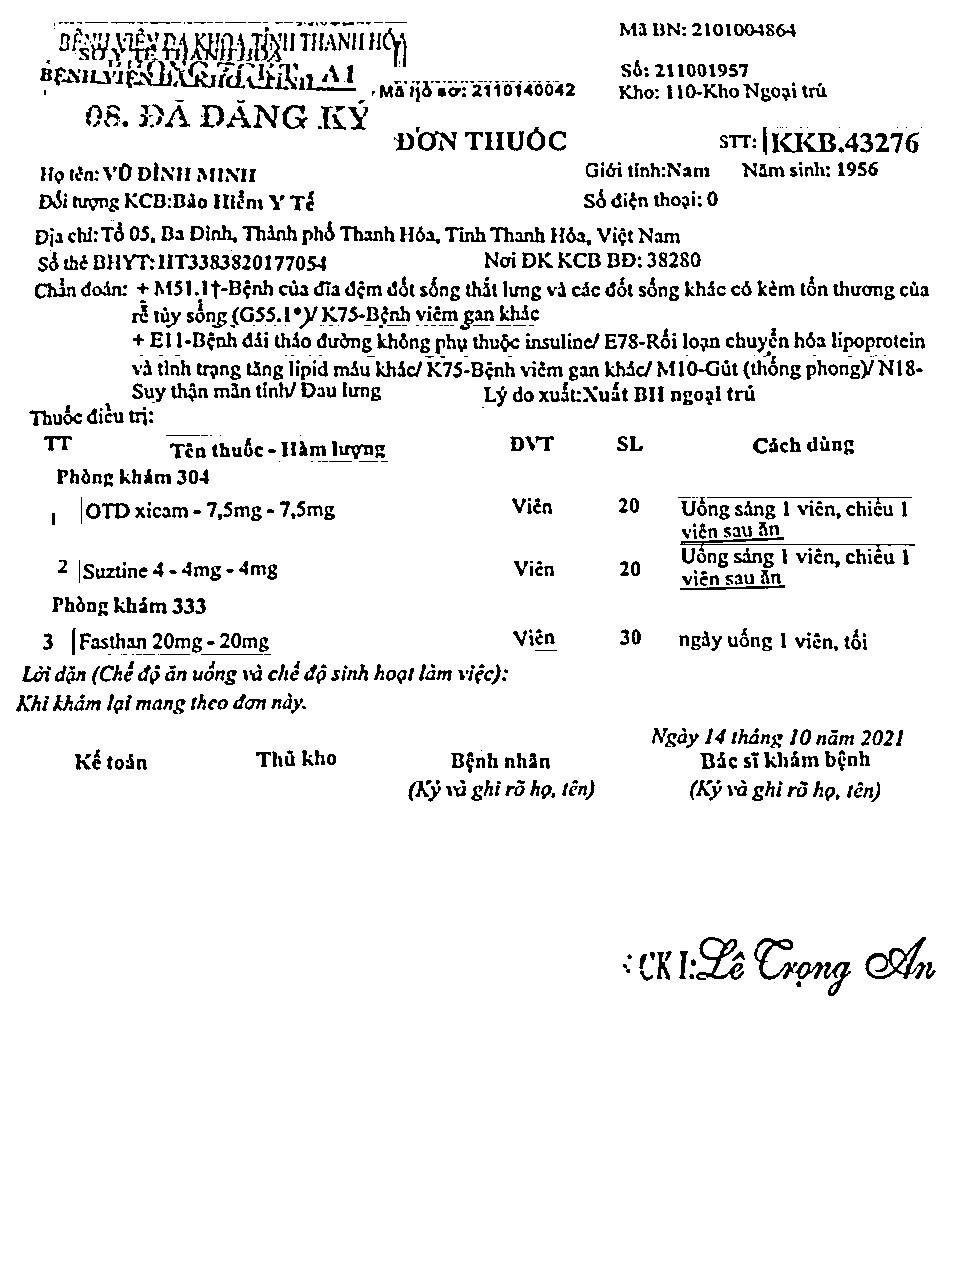 BỆNH VIỆN ĐA KHOA TỈNH THANH HÓA
SỞ Y TẾ THANH HÓA
BỆNH VIỆN
A1
Mã BN: 2101004864
Số: 211001957
Mã hồ sơ: 2110140042
Kho: 110-Kho Ngoại trú
08. ĐÃ ĐĂNG KÝ
ĐƠN THUỐC
STT: KKB.43276
Họ tên: VŨ ĐÌNH MINH
Giới tính:Nam
Năm sinh: 1956
Đối tượng KCB:Bảo Hiểm Y Tế
Số điện thoại: 0
Địa chỉ: Tổ 05, Ba Đình, Thành phố Thanh Hóa, Tỉnh Thanh Hóa, Việt Nam
Số thẻ BHYT: HT3383820177054
Nơi ĐK KCB BĐ: 38280
Chẩn đoán: + M51.1†-Bệnh của đĩa đệm đốt sống thắt lưng và các đốt sống khác có kèm tổn thương của
rễ tủy sống (G55.1*)/ K75-Bệnh viêm gan khác
+ E11-Bệnh đái tháo đường không phụ thuộc insuline/ E78-Rối loạn chuyển hóa lipoprotein
và tình trạng tăng lipid máu khác/ K75-Bệnh viêm gan khác/ M10-Gút (thống phong)/ N18-
Suy thận mãn tính/ Đau lưng
Lý do xuất:Xuất BH ngoại trú
Thuốc điều trị:
TT Tên thuốc - Hàm lượng ĐVT SL Cách dùng
Phòng khám 304
1 OTD xicam - 7,5mg - 7,5mg Viên 20 Uống sáng 1 viên, chiều 1
viên sau ăn
2 Suztine 4 - 4mg - 4mg Viên 20 Uống sáng 1 viên, chiều 1
viên sau ăn
Phòng khám 333
3 Fasthan 20mg - 20mg Viên 30 ngày uống 1 viên, tối
Lời dặn (Chế độ ăn uống và chế độ sinh hoạt làm việc):
Khi khám lại mang theo đơn này.
Ngày 14 tháng 10 năm 2021
Kế toán Thủ kho Bệnh nhân Bác sĩ khám bệnh
(Ký và ghi rõ họ, tên) (Ký và ghi rõ họ, tên)
CK I: Lê Trọng An